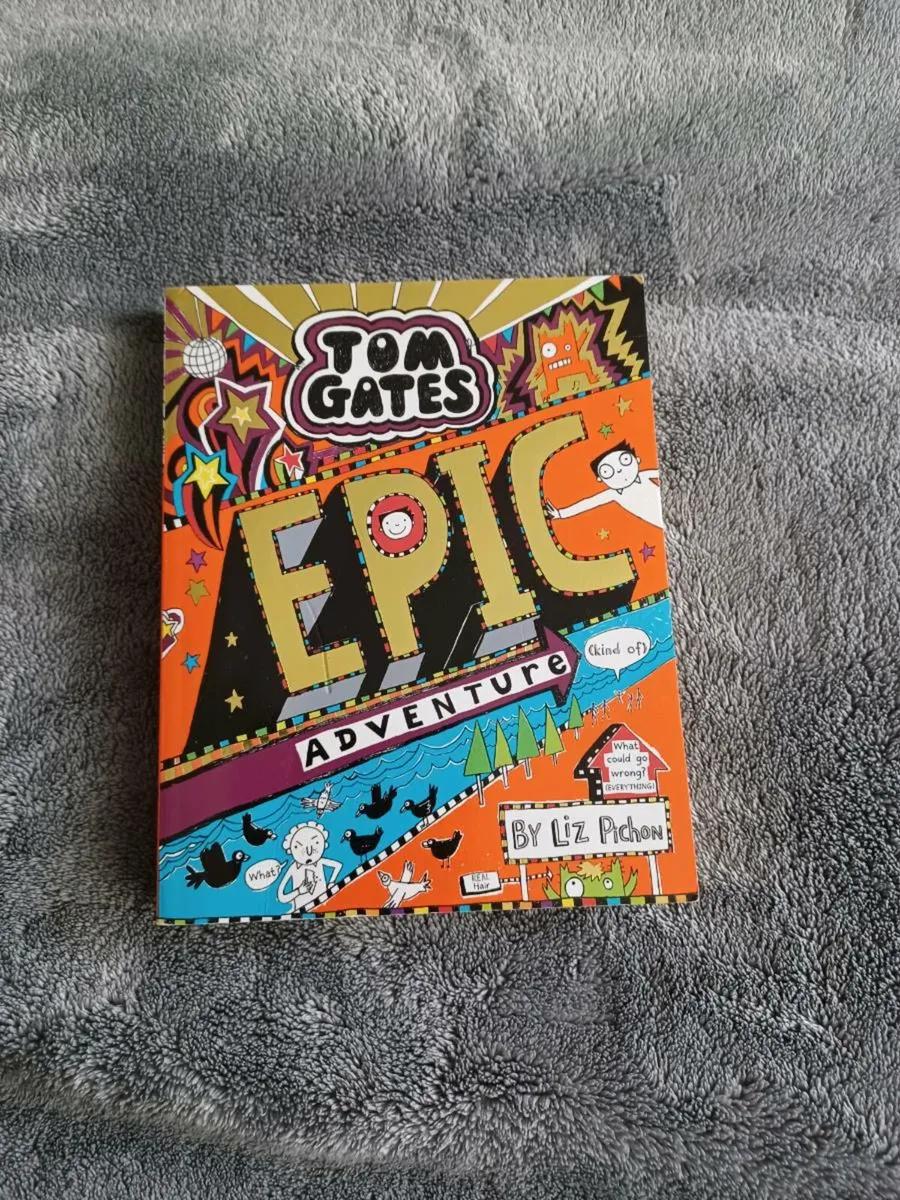 TOM
GATES
EPIC
ADVENTURE
(kind of)
What
could go
wrong?
(EVERYTHING)
BY Liz Pichon
What?
REAL
Hair